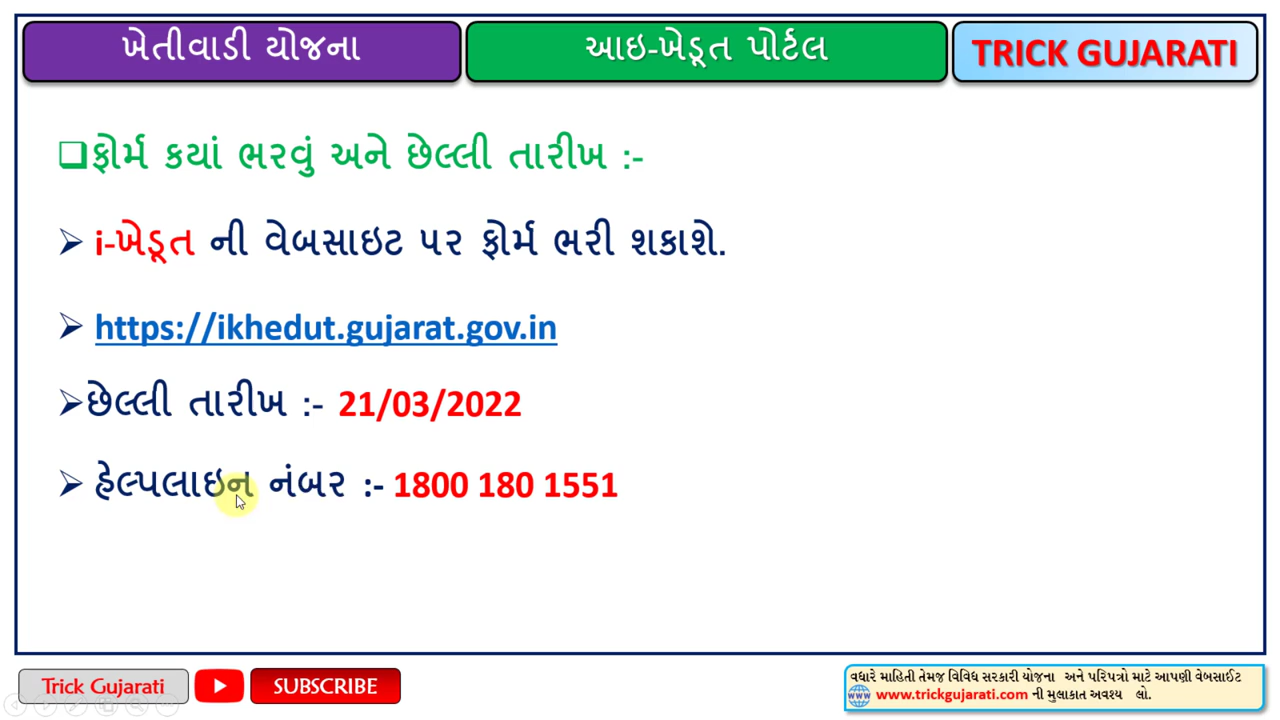 ખેતીવાડી યોજના
આઇ-ખેડૂત પોર્ટલ
TRICK GUJARATI
ફોર્મ કયાં ભરવું અને છેલ્લી તારીખ :-
i-ખેડૂત ની વેબસાઇટ પર ફોર્મ ભરી શકાશે.
https://ikhedut.gujarat.gov.in
છેલ્લી તારીખ :- 21/03/2022
હેલ્પલાઇન નંબર :- 1800 180 1551
Trick Gujarati
SUBSCRIBE
વધારે માહિતી તેમજ વિવિધ સરકારી યોજના અને પરિપત્રો માટે આપણી વેબસાઈટ
www.trickgujarati.com ની મુલાકાત અવશ્ય લો.